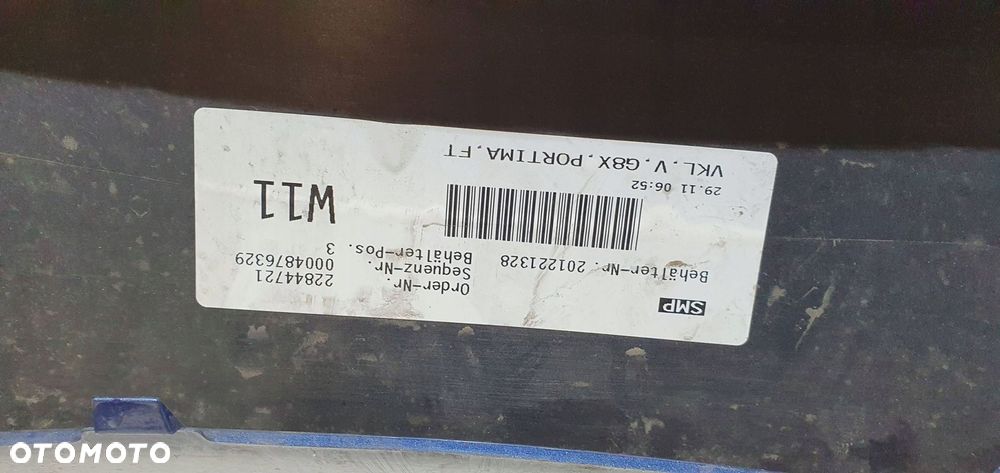 SMP
Order-Nr. 22844721
Sequenz-Nr. 0004876329
Behälter-Pos. 3
Behälter-Nr. 201221328
29.11 06:52
W11
VKL.V.G8X.PORTIMA.FT
OTOMOTO